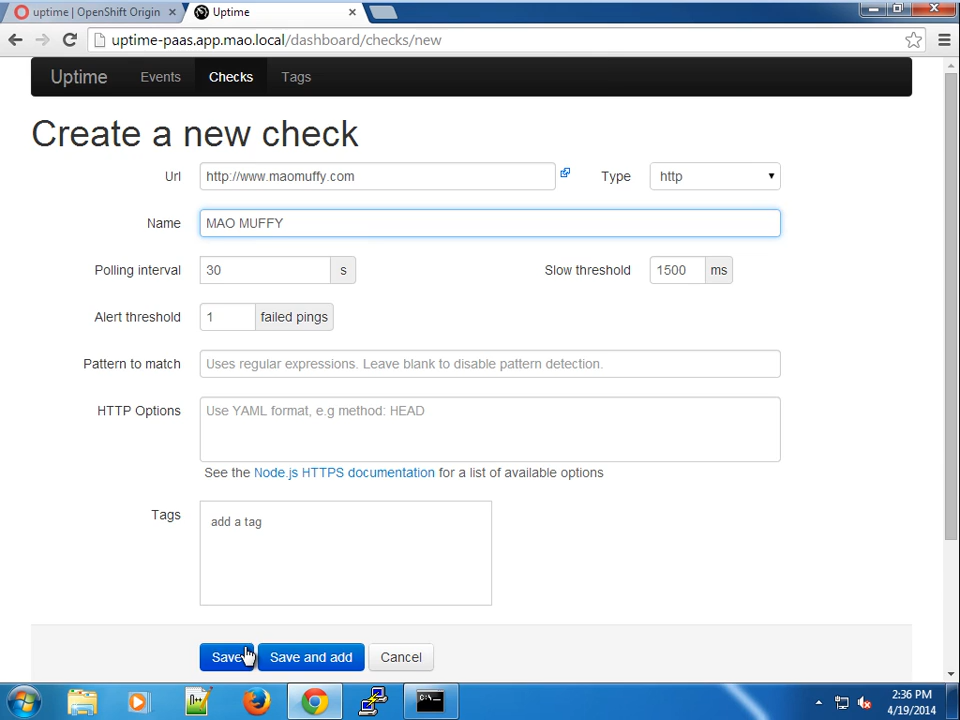 uptime | OpenShift Origin
Uptime
uptime-paas.app.mao.local/dashboard/checks/new
Uptime Events Checks Tags
Create a new check
Url http://www.maomuffy.com Type http
Name MAO MUFFY
Polling interval 30 s Slow threshold 1500 ms
Alert threshold 1 failed pings
Pattern to match Uses regular expressions. Leave blank to disable pattern detection.
HTTP Options Use YAML format, e.g method: HEAD
See the Node.js HTTPS documentation for a list of available options
Tags add a tag
Save Save and add Cancel
2:36 PM
4/19/2014